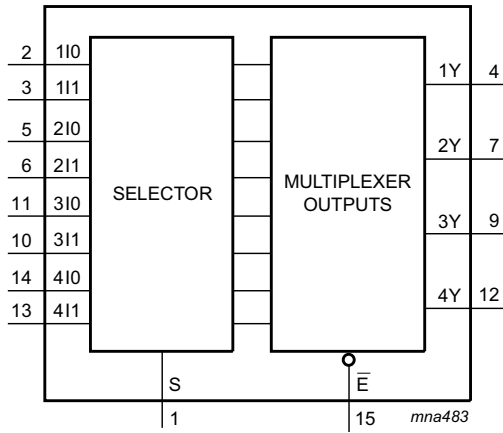 2 1I0
3 1I1
5 2I0
6 2I1
11 3I0
10 3I1
14 4I0
13 4I1
SELECTOR
MULTIPLEXER
OUTPUTS
1Y 4
2Y 7
3Y 9
4Y 12
S
1
E̅
15
mna483